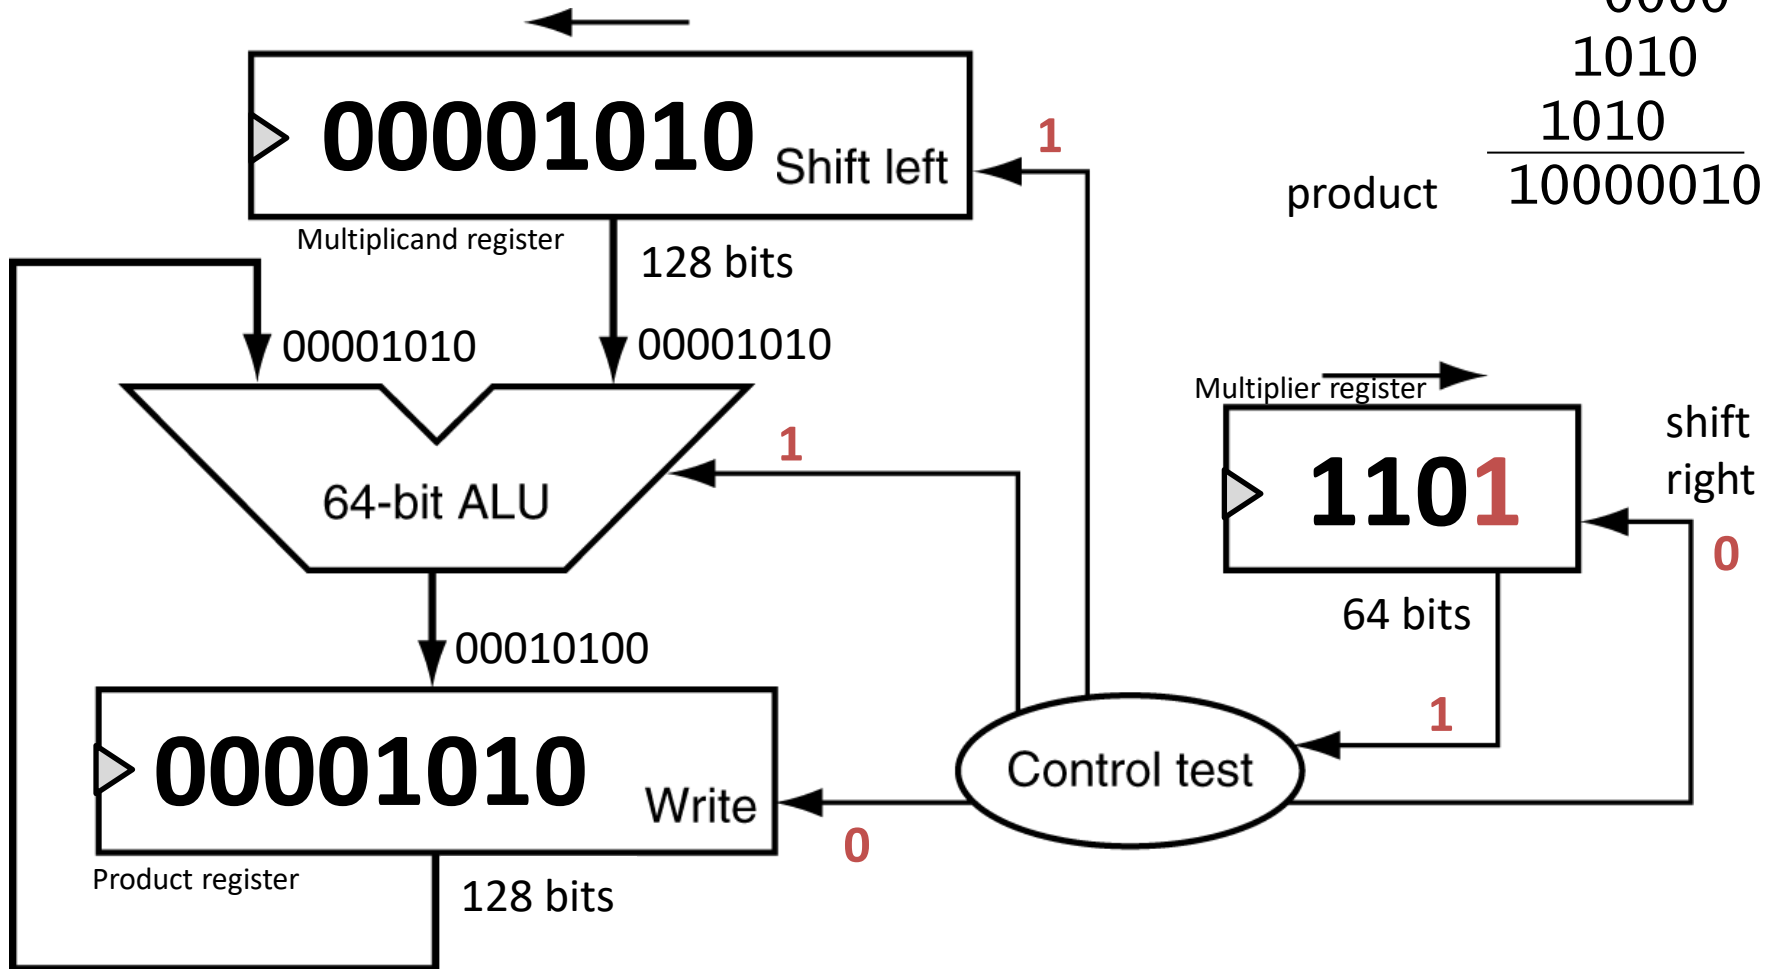 0000
1010
1010
product 10000010
00001010 Shift left
1
Multiplicand register
128 bits
00001010
00001010
Multiplier register
shift
right
1101
0
1
64-bit ALU
64 bits
00010100
1
00001010 Write
Control test
0
Product register
128 bits